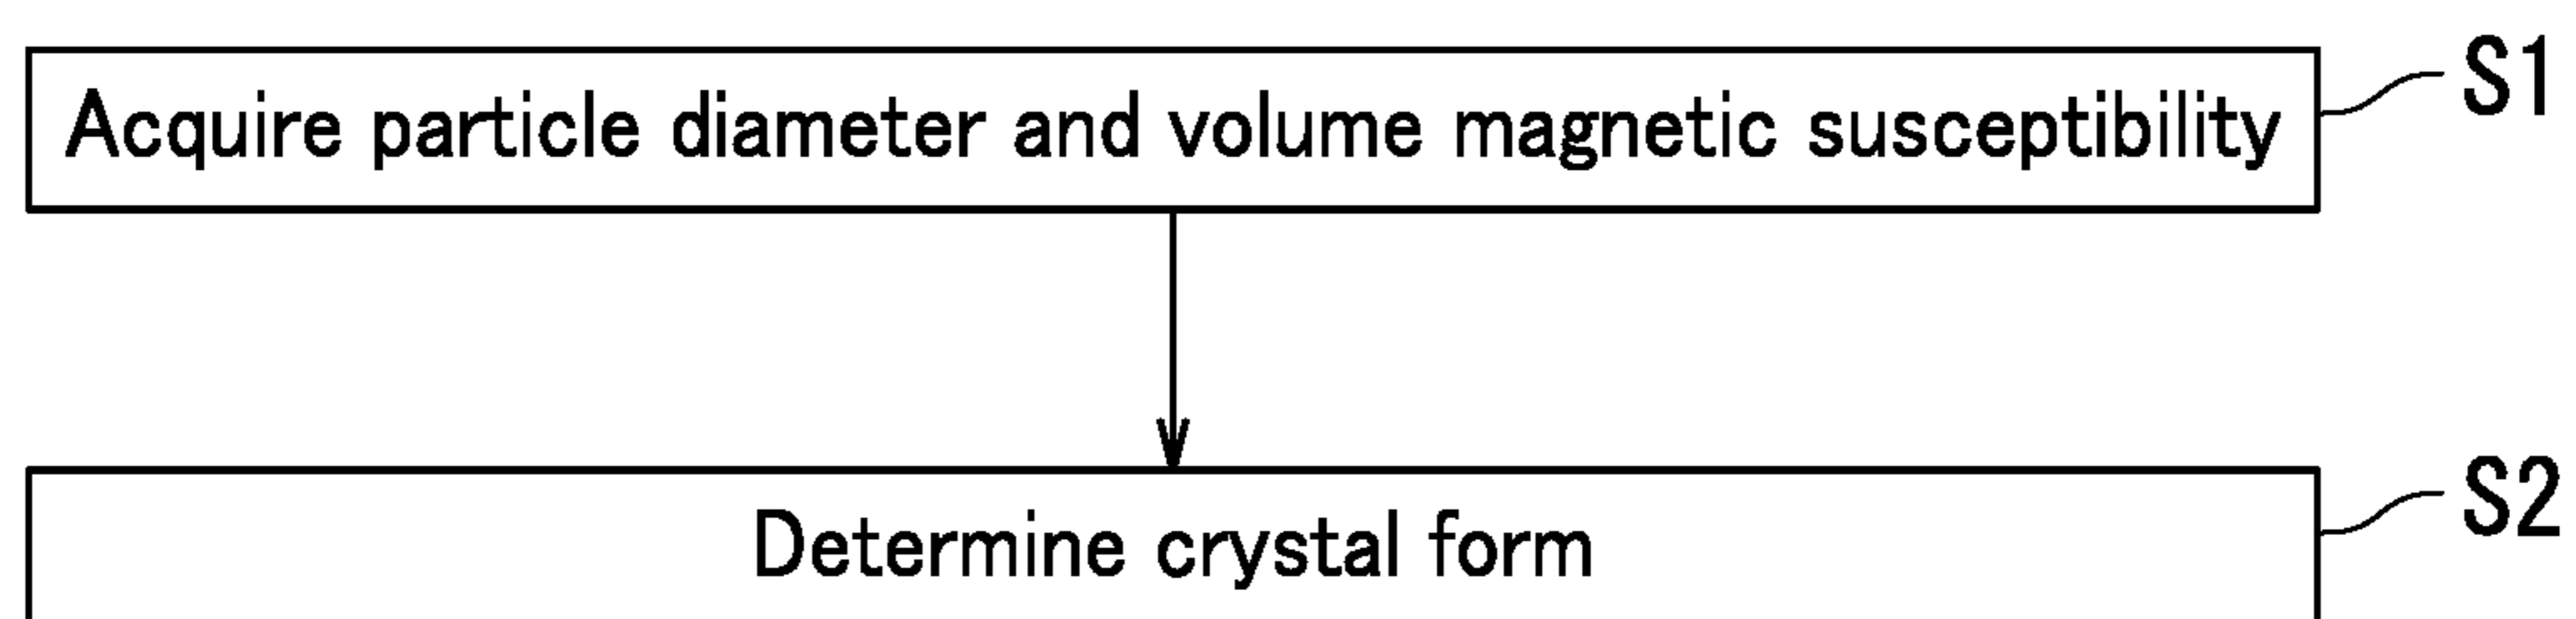 Acquire particle diameter and volume magnetic susceptibility
S1
Determine crystal form
S2